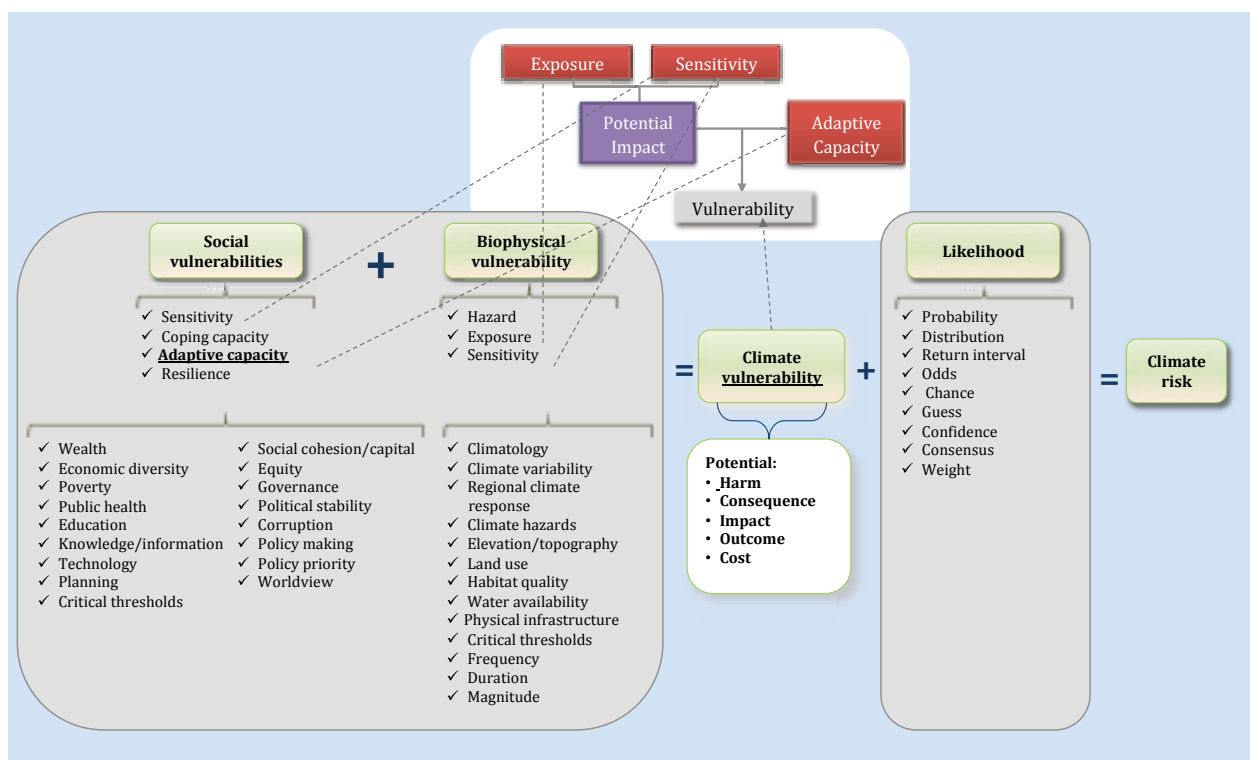 Exposure
Sensitivity
Potential
Impact
Adaptive
Capacity
Vulnerability
Social
vulnerabilities
+
Biophysical
vulnerability
Sensitivity
Coping capacity
Adaptive capacity
Resilience
Hazard
Exposure
Sensitivity
Wealth
Economic diversity
Poverty
Public health
Education
Knowledge/information
Technology
Planning
Critical thresholds
Social cohesion/capital
Equity
Governance
Political stability
Corruption
Policy making
Policy priority
Worldview
Climatology
Climate variability
Regional climate
response
Climate hazards
Elevation/topography
Land use
Habitat quality
Water availability
Physical infrastructure
Critical thresholds
Frequency
Duration
Magnitude
=
Climate
vulnerability
Potential:
• Harm
• Consequence
• Impact
• Outcome
• Cost
+
Likelihood
Probability
Distribution
Return interval
Odds
Chance
Guess
Confidence
Consensus
Weight
=
Climate
risk